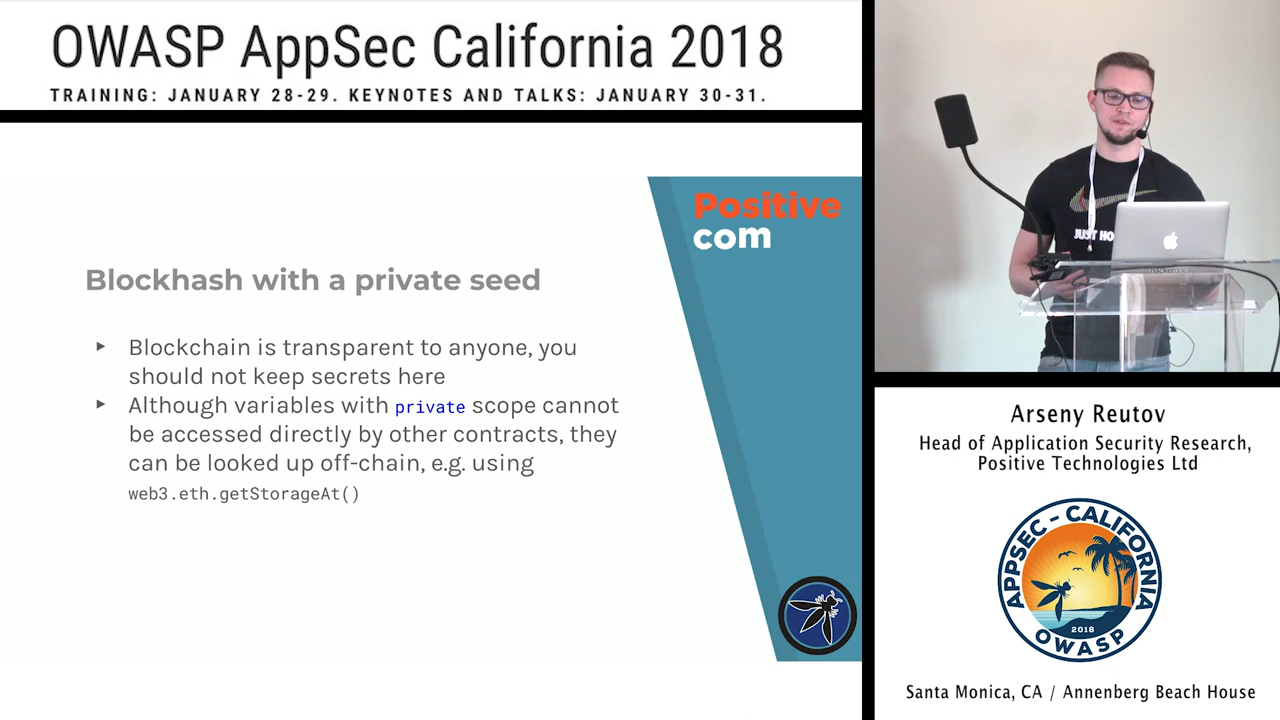 OWASP AppSec California 2018
TRAINING: JANUARY 28-29. KEYNOTES AND TALKS: JANUARY 30-31.
Positive
com
Blockhash with a private seed
Blockchain is transparent to anyone, you
should not keep secrets here
Although variables with private scope cannot
be accessed directly by other contracts, they
can be looked up off-chain, e.g. using
web3.eth.getStorageAt()
JUST HO
Arseny Reutov
Head of Application Security Research,
Positive Technologies Ltd
APPSEC - CALIFORNIA
2018
OWASP
Santa Monica, CA / Annenberg Beach House